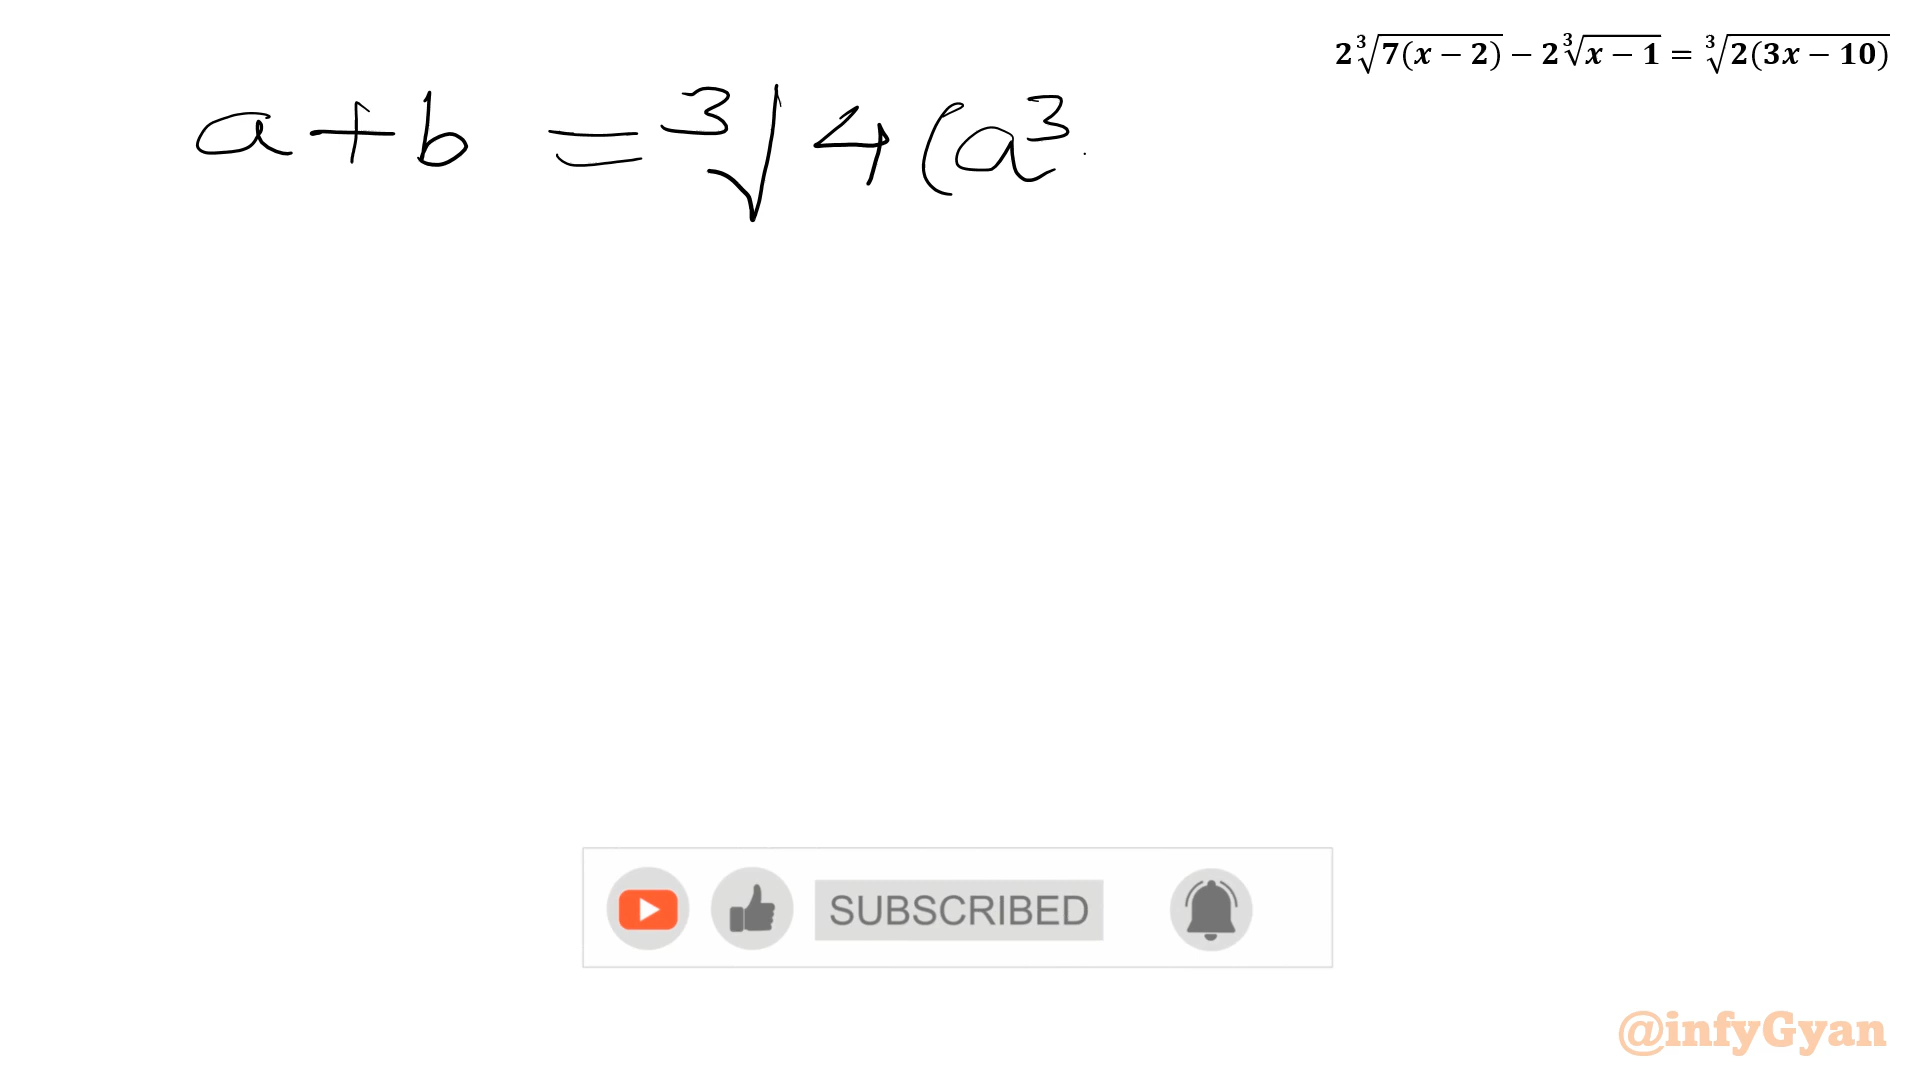 2∛7(x − 2) − 2∛x − 1 = ∛2(3x − 10)
a + b = ∛4(a³
SUBSCRIBED
@infyGyan